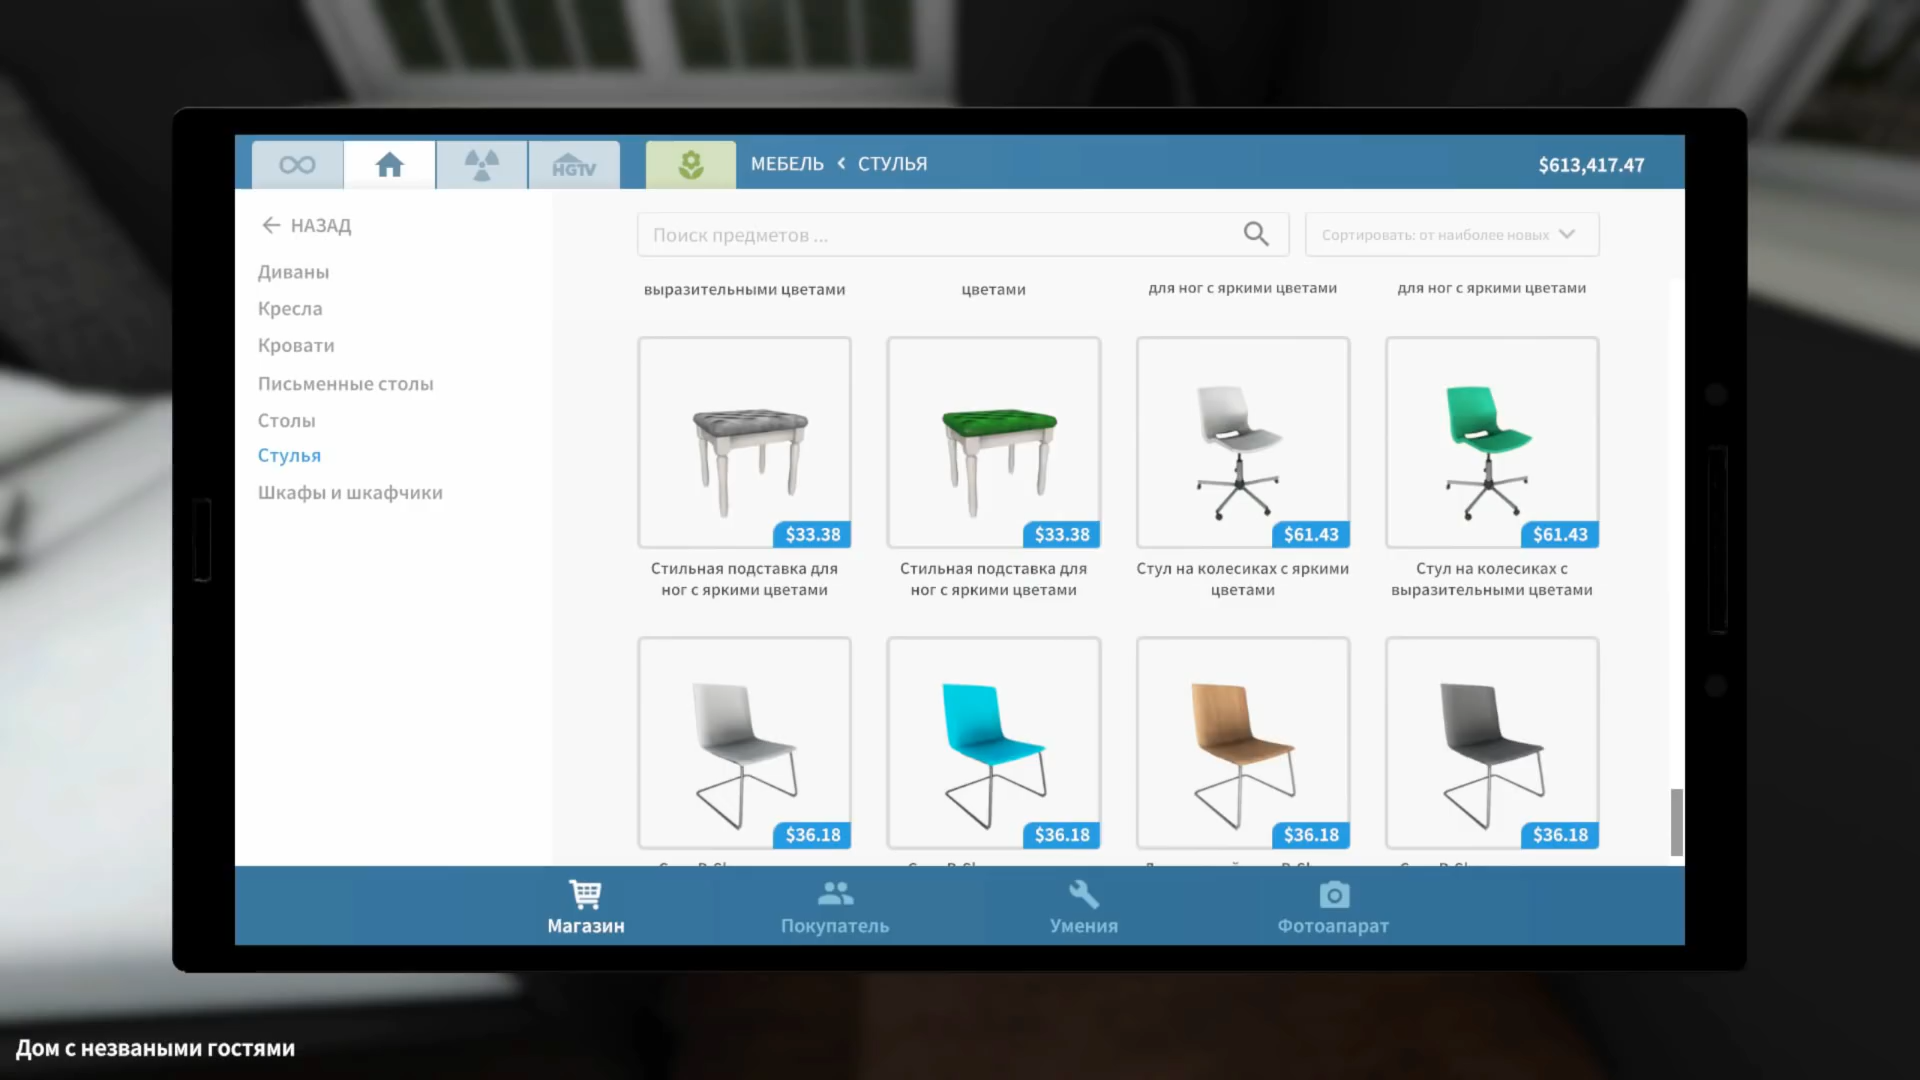 HGTV
МЕБЕЛЬ < СТУЛЬЯ
$613,417.47
НАЗАД
Диваны
Кресла
Кровати
Письменные столы
Столы
Стулья
Шкафы и шкафчики
Поиск предметов ...
Сортировать: от наиболее новых
выразительными цветами
цветами
для ног с яркими цветами
для ног с яркими цветами
$33.38
$33.38
$61.43
$61.43
Стильная подставка для
ног с яркими цветами
Стильная подставка для
ног с яркими цветами
Стул на колесиках с яркими
цветами
Стул на колесиках с
выразительными цветами
$36.18
$36.18
$36.18
$36.18
Магазин
Покупатель
Умения
Фотоапарат
Дом с незваными гостями